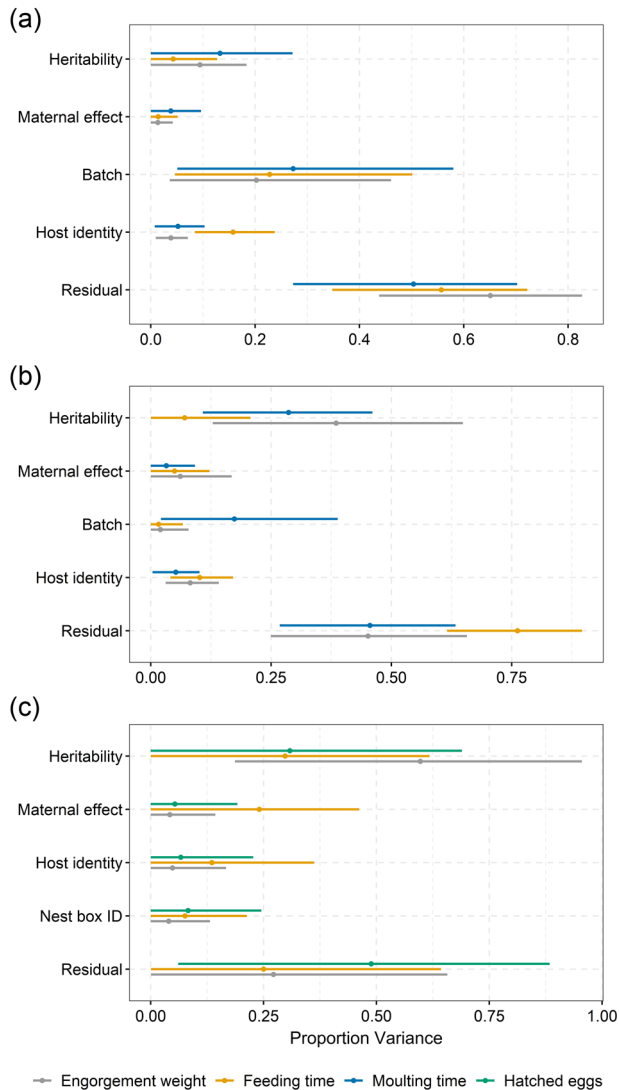 (a)
Heritability
Maternal effect
Batch
Host identity
Residual
0.0 0.2 0.4 0.6 0.8
(b)
Heritability
Maternal effect
Batch
Host identity
Residual
0.00 0.25 0.50 0.75
(c)
Heritability
Maternal effect
Host identity
Nest box ID
Residual
0.00 0.25 0.50 0.75 1.00
Proportion Variance
Engorgement weight Feeding time Moulting time Hatched eggs